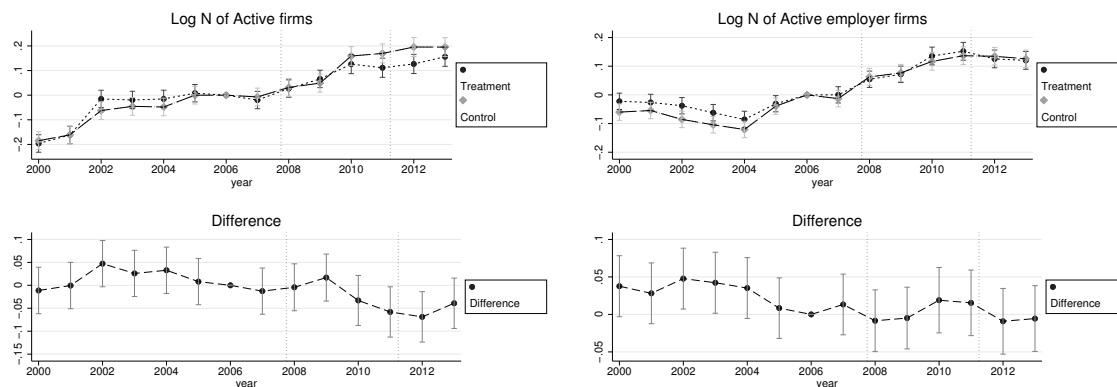 Log N of Active firms
.2
.1
0
-.1
-.2
2000 2002 2004 2006 2008 2010 2012
year
Treatment
Control
Log N of Active employer firms
.2
.1
0
-.1
-.2
2000 2002 2004 2006 2008 2010 2012
year
Treatment
Control
Difference
.1
.05
0
-.05
-.1
-.15
2000 2002 2004 2006 2008 2010 2012
year
Difference
Difference
.1
.05
0
-.05
2000 2002 2004 2006 2008 2010 2012
year
Difference